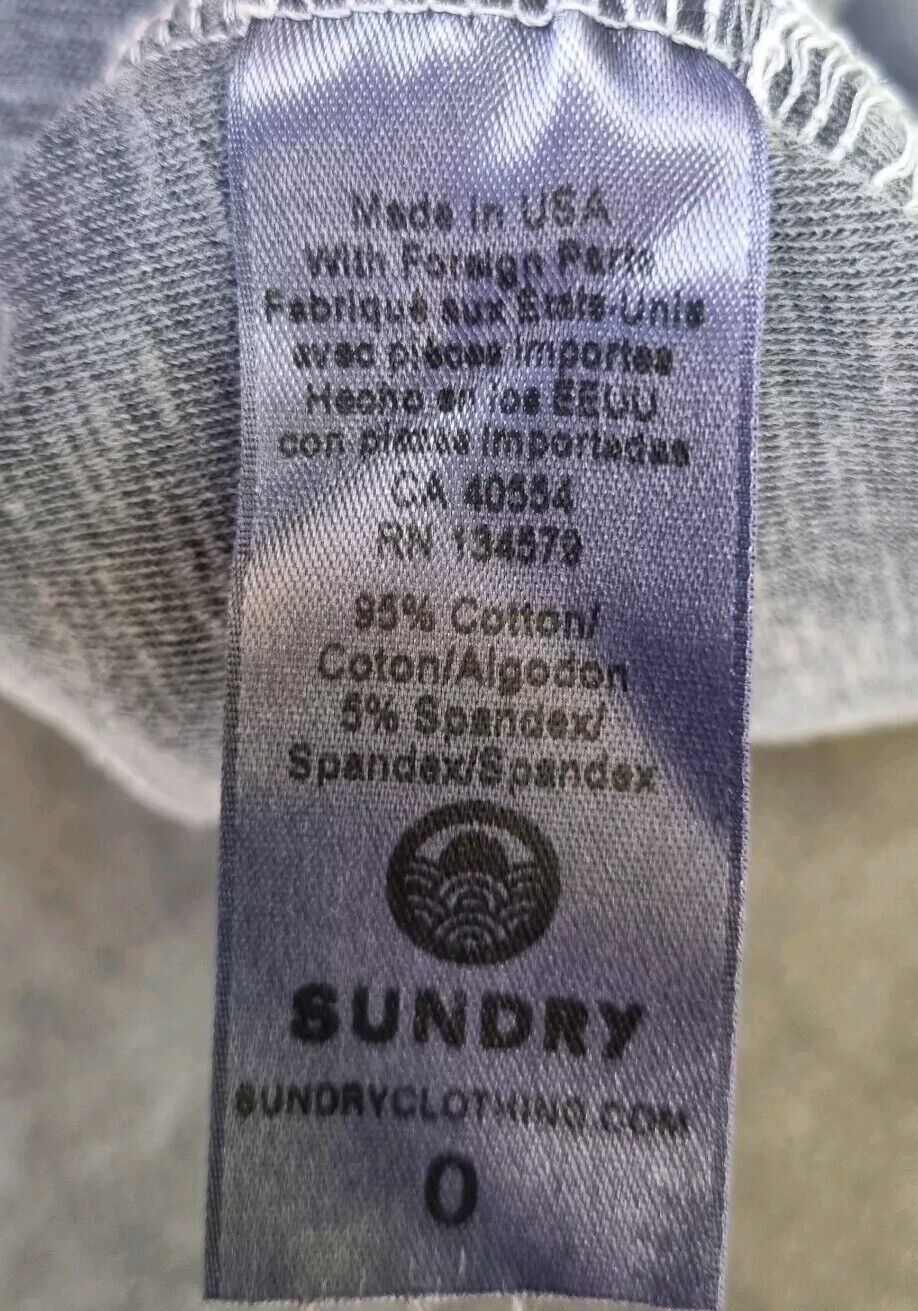 Made in USA
With Foreign Parts
Fabriqué aux États-Unis
avec pièces importes
Hecho en los EEUU
con piezas importadas
CA 40554
RN 134579
95% Cotton/
Coton/Algodon
5% Spandex/
Spandex/Spandex
SUNDRY
SUNDRYCLOTHING.COM
0